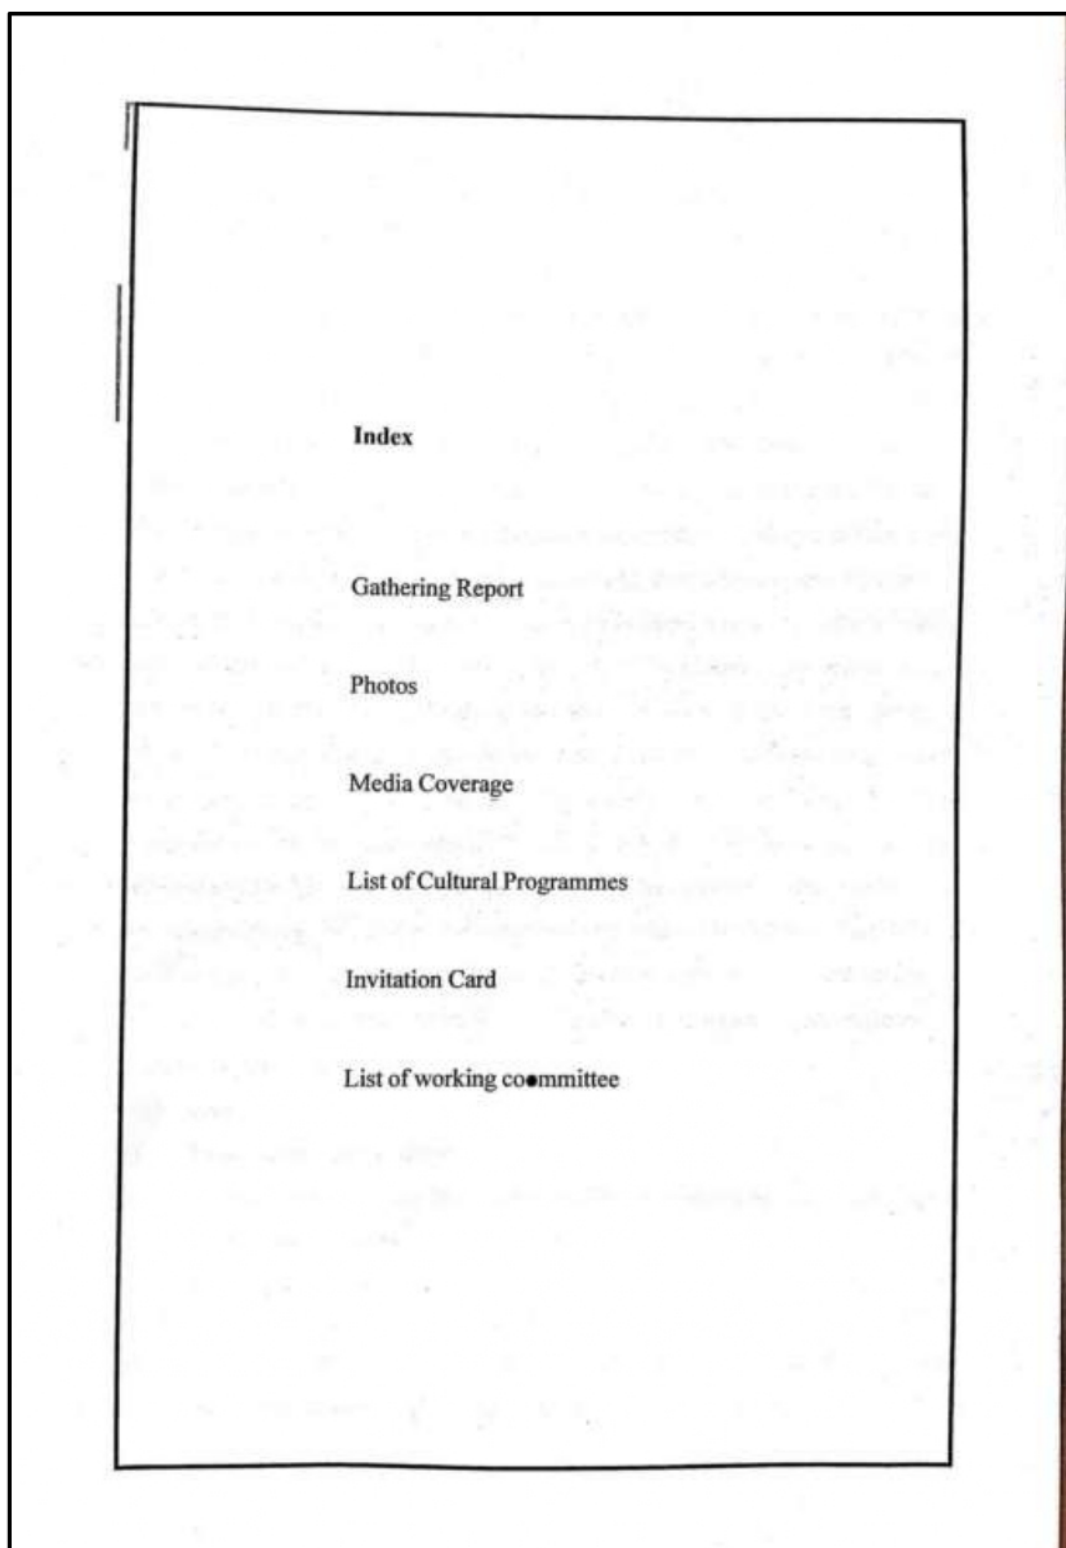 Index
Gathering Report
Photos
Media Coverage
List of Cultural Programmes
Invitation Card
List of working co●mmittee